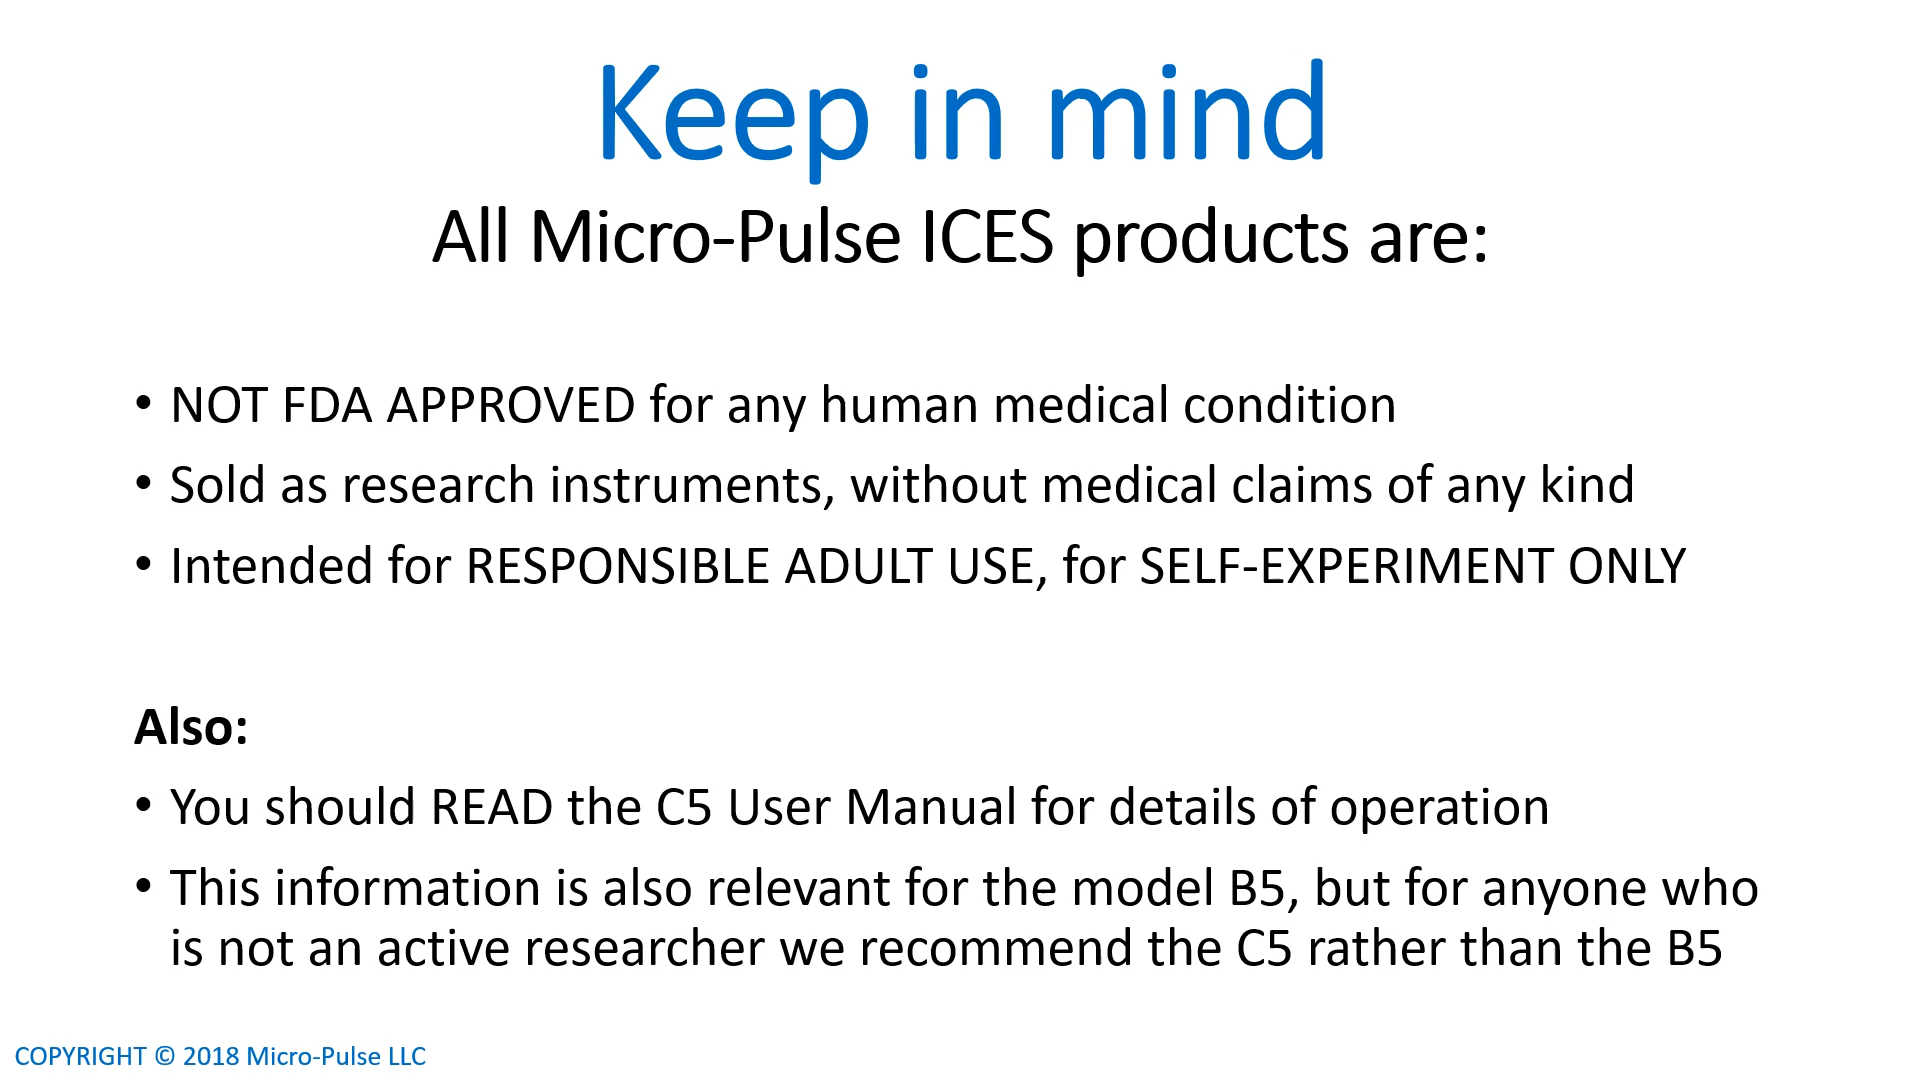 Keep in mind
All Micro-Pulse ICES products are:
• NOT FDA APPROVED for any human medical condition
• Sold as research instruments, without medical claims of any kind
• Intended for RESPONSIBLE ADULT USE, for SELF-EXPERIMENT ONLY
Also:
• You should READ the C5 User Manual for details of operation
• This information is also relevant for the model B5, but for anyone who
is not an active researcher we recommend the C5 rather than the B5
COPYRIGHT © 2018 Micro-Pulse LLC